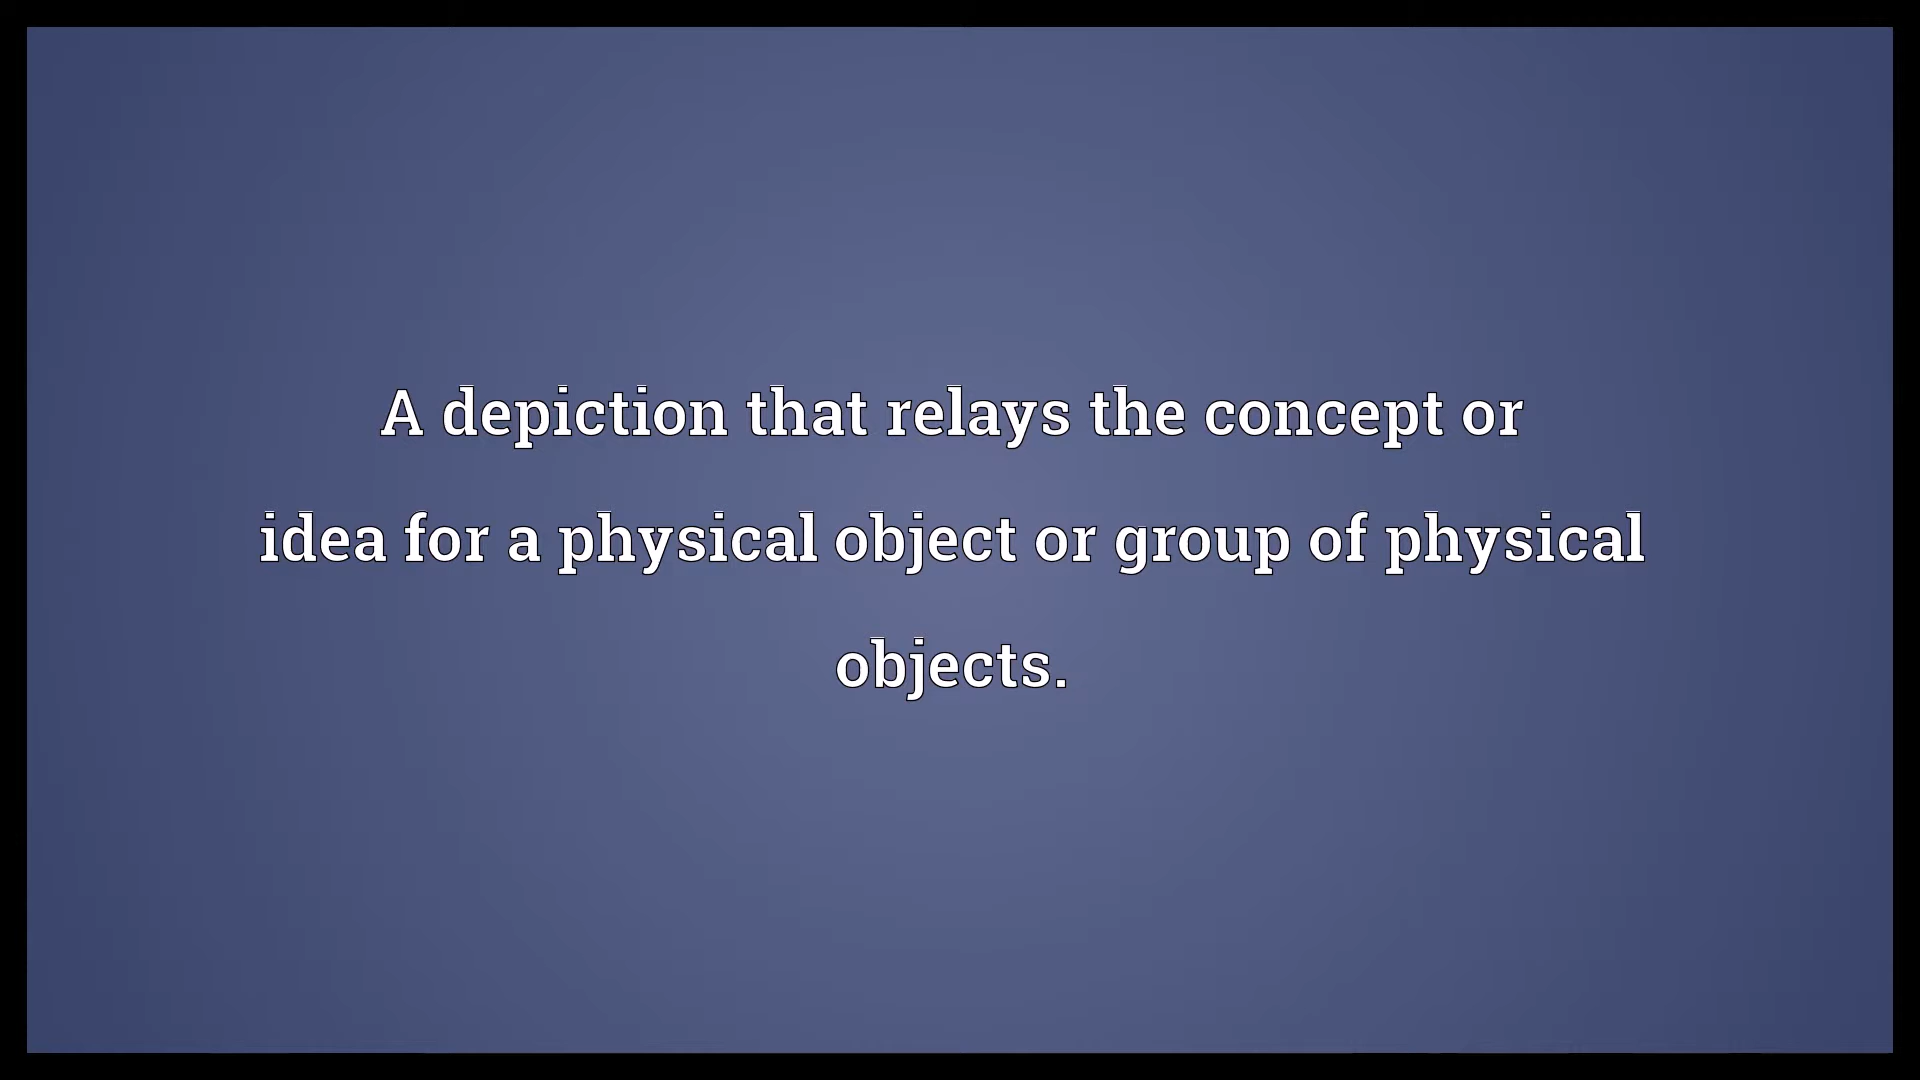 A depiction that relays the concept or
idea for a physical object or group of physical
objects.